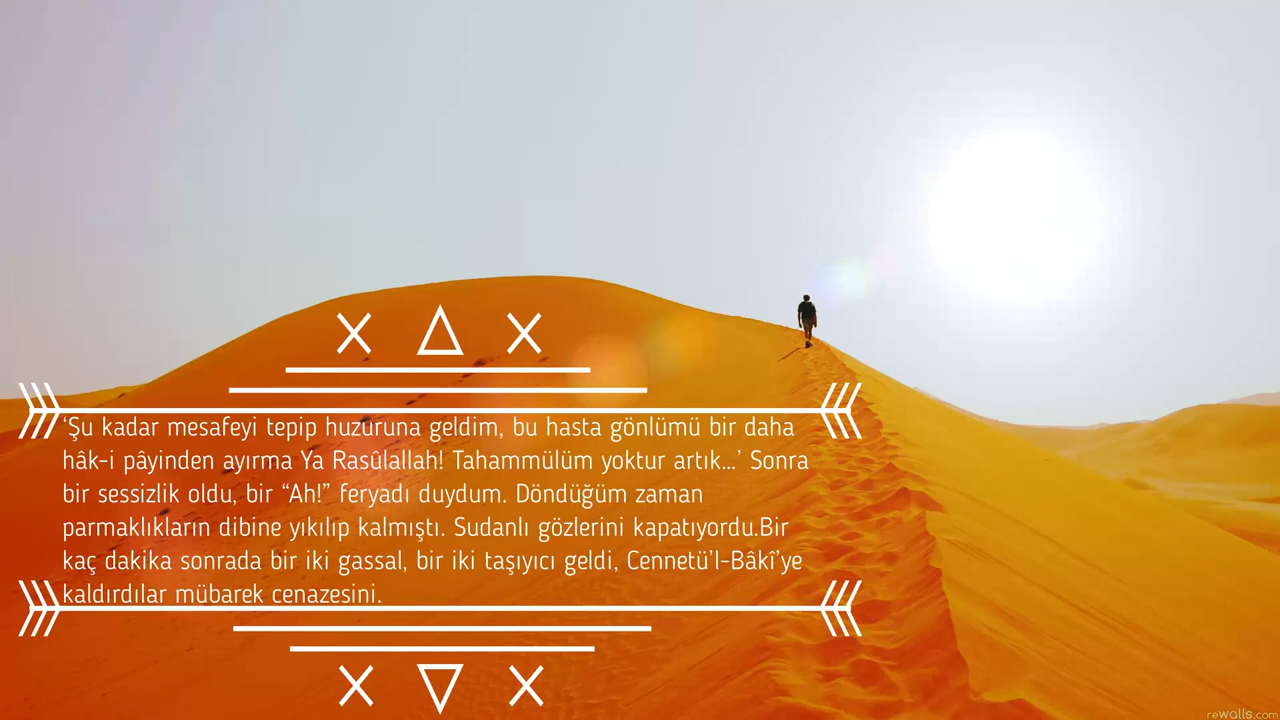 ‘Şu kadar mesafeyi tepip huzuruna geldim, bu hasta gönlümü bir daha
hâk-i pâyinden ayırma Ya Rasûlallah! Tahammülüm yoktur artık...’ Sonra
bir sessizlik oldu, bir “Ah!” feryadı duydum. Döndüğüm zaman
parmaklıkların dibine yıkılıp kalmıştı. Sudanlı gözlerini kapatıyordu.Bir
kaç dakika sonrada bir iki gassal, bir iki taşıyıcı geldi, Cennetü’l-Bâkî’ye
kaldırdılar mübarek cenazesini.
rewalls.com